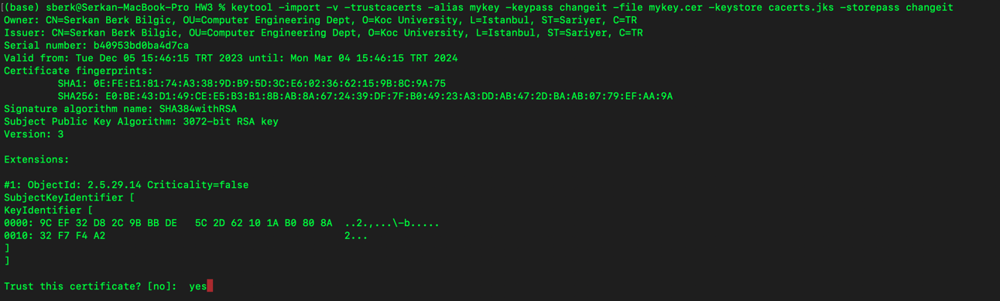 [(base) sberk@Serkan-MacBook-Pro HW3 % keytool -import -v -trustcacerts -alias mykey -keypass changeit -file mykey.cer -keystore cacerts.jks -storepass changeit
Owner: CN=Serkan Berk Bilgic, OU=Computer Engineering Dept, O=Koc University, L=Istanbul, ST=Sariyer, C=TR
Issuer: CN=Serkan Berk Bilgic, OU=Computer Engineering Dept, O=Koc University, L=Istanbul, ST=Sariyer, C=TR
Serial number: b40953bd0ba4d7ca
Valid from: Tue Dec 05 15:46:15 TRT 2023 until: Mon Mar 04 15:46:15 TRT 2024
Certificate fingerprints:
SHA1: 0E:FE:E1:81:74:A3:38:9D:B9:5D:3C:E6:02:36:62:15:9B:8C:9A:75
SHA256: E0:BE:43:D1:49:CE:E5:B3:B1:8B:AB:8A:67:24:39:DF:7F:B0:49:23:A3:DD:AB:47:2D:BA:AB:07:79:EF:AA:9A
Signature algorithm name: SHA384withRSA
Subject Public Key Algorithm: 3072-bit RSA key
Version: 3
Extensions:
#1: ObjectId: 2.5.29.14 Criticality=false
SubjectKeyIdentifier [
KeyIdentifier [
0000: 9C EF 32 D8 2C 9B BB DE   5C 2D 62 10 1A B0 80 8A  ..2.,...\-b.....
0010: 32 F7 F4 A2                                        2...
]
]
Trust this certificate? [no]:  yes